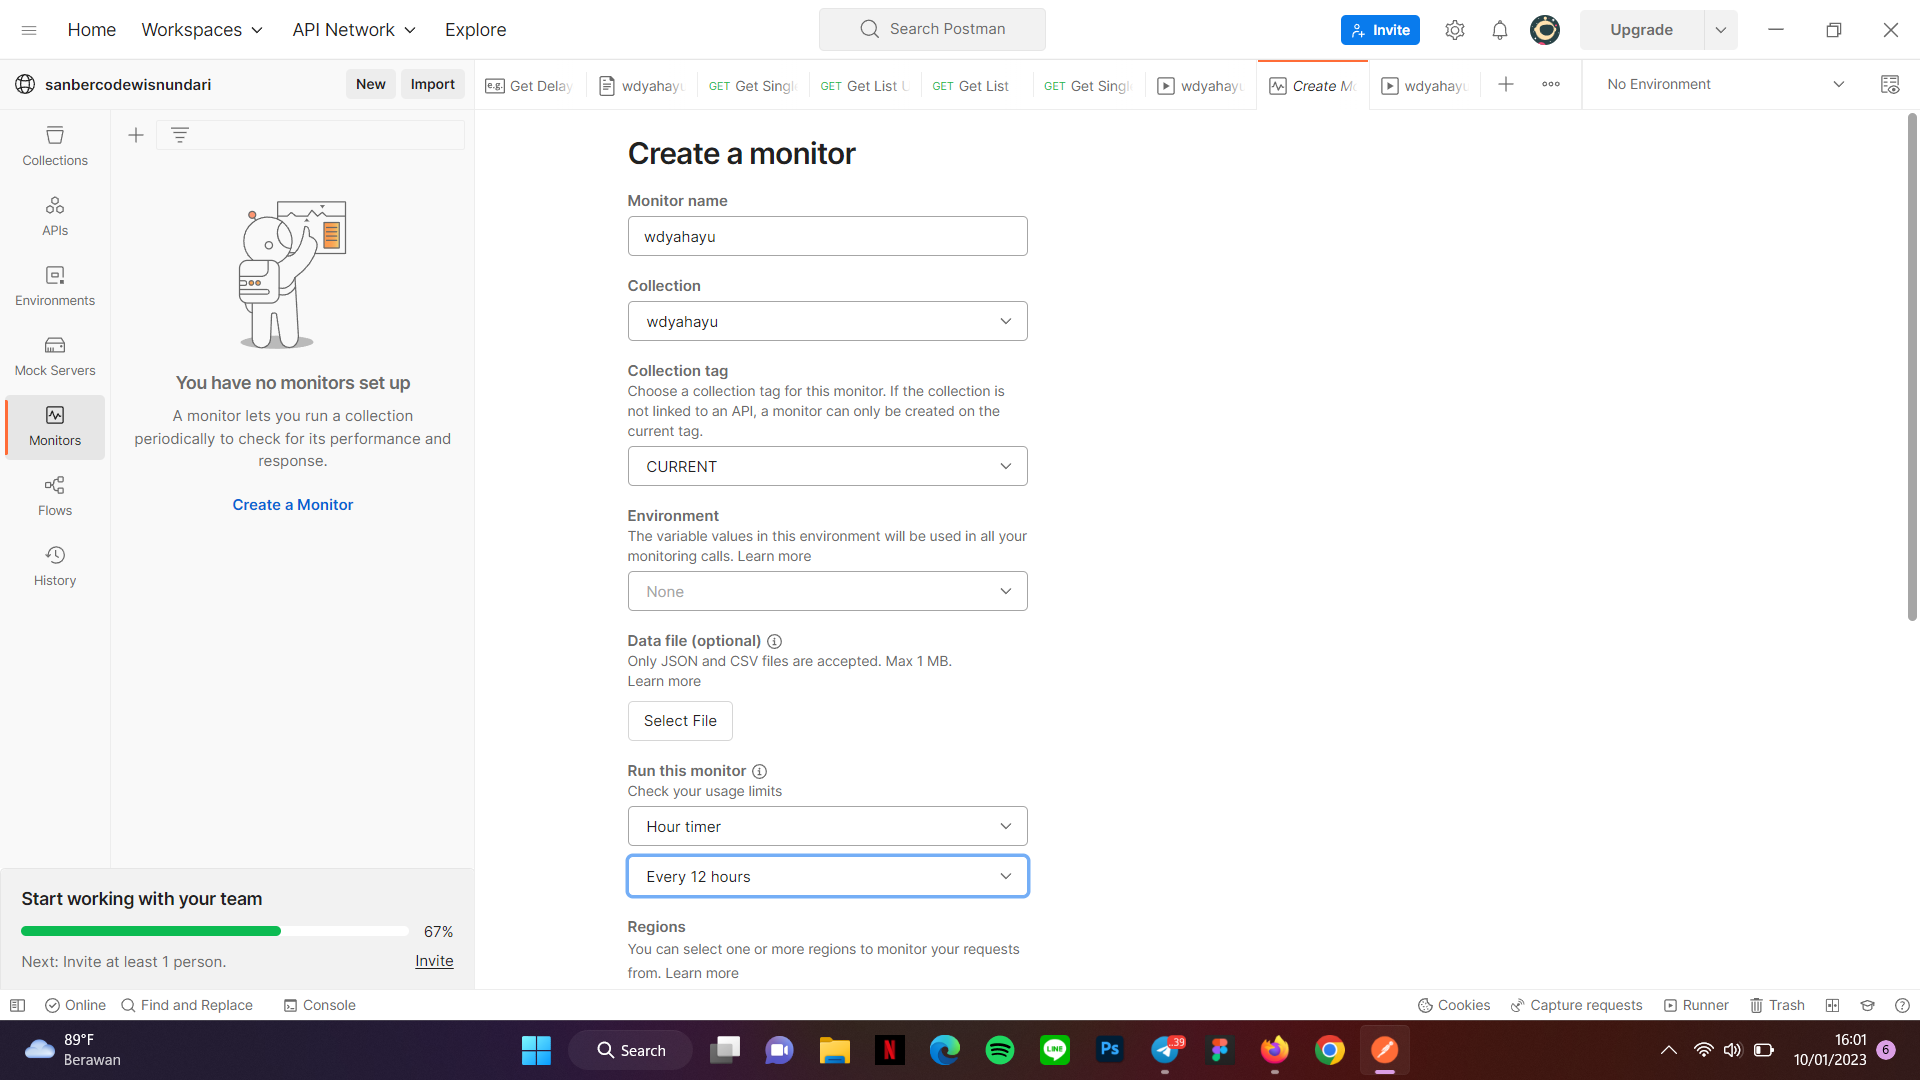 Home
Workspaces
API Network
Explore
Search Postman
Invite
Upgrade
sanbercodewisnundari
New
Import
e.g. Get Delay
wdyahayu
GET Get Singl
GET Get List U
GET Get List
GET Get Singl
wdyahayu
Create Mo
wdyahayu
No Environment
Collections
APIs
Environments
Mock Servers
Monitors
Flows
History
You have no monitors set up
A monitor lets you run a collection
periodically to check for its performance and
response.
Create a Monitor
Start working with your team
67%
Next: Invite at least 1 person.
Invite
Create a monitor
Monitor name
wdyahayu
Collection
wdyahayu
Collection tag
Choose a collection tag for this monitor. If the collection is
not linked to an API, a monitor can only be created on the
current tag.
CURRENT
Environment
The variable values in this environment will be used in all your
monitoring calls. Learn more
None
Data file (optional)
Only JSON and CSV files are accepted. Max 1 MB.
Learn more
Select File
Run this monitor
Check your usage limits
Hour timer
Every 12 hours
Regions
You can select one or more regions to monitor your requests
from. Learn more
Online
Find and Replace
Console
Cookies
Capture requests
Runner
Trash
89°F
Berawan
Search
N
LINE
Ps
39
16:01
10/01/2023
6